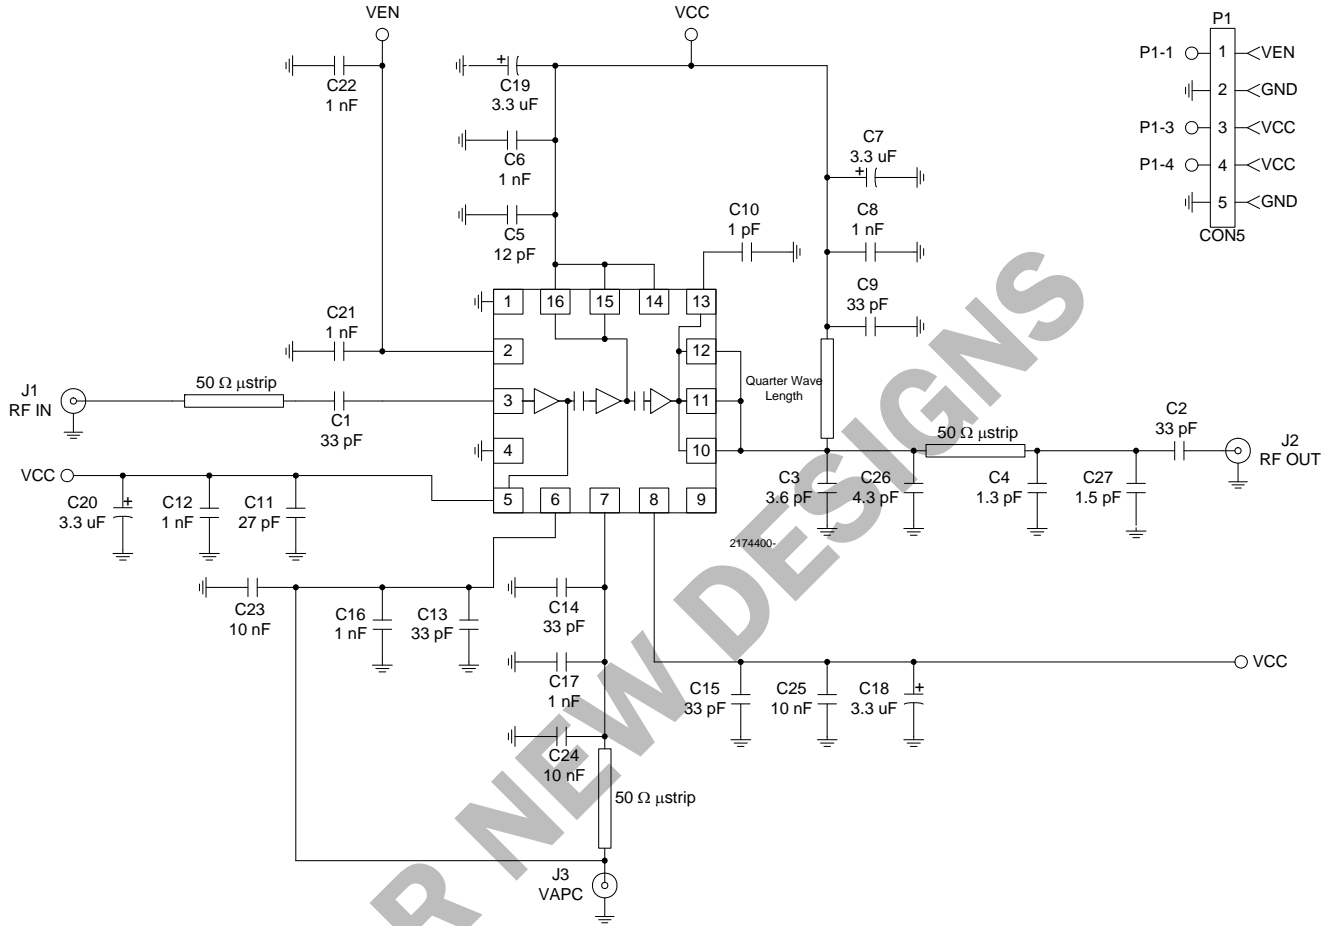 VEN
VCC
P1
C22
1 nF
C19
3.3 uF
+
P1-1
1
VEN
2
GND
P1-3
3
VCC
P1-4
4
VCC
5
GND
CON5
C6
1 nF
C7
3.3 uF
+
C5
12 pF
C10
1 pF
C8
1 nF
C9
33 pF
C21
1 nF
1
16
15
14
13
2
12
3
11
4
10
5
6
7
8
9
Quarter Wave
Length
J1
RF IN
50 Ω µstrip
C1
33 pF
50 Ω µstrip
C2
33 pF
J2
RF OUT
VCC
C20
3.3 uF
+
C12
1 nF
C11
27 pF
C3
3.6 pF
C26
4.3 pF
C4
1.3 pF
C27
1.5 pF
2174400-
C23
10 nF
C16
1 nF
C13
33 pF
C14
33 pF
C17
1 nF
C24
10 nF
C15
33 pF
C25
10 nF
C18
3.3 uF
+
VCC
50 Ω µstrip
J3
VAPC
R NEW DESIGNS